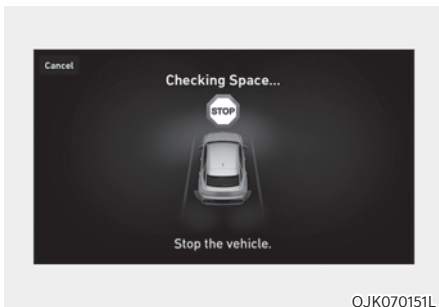 Cancel
Checking Space...
STOP
Stop the vehicle.
OJK070151L